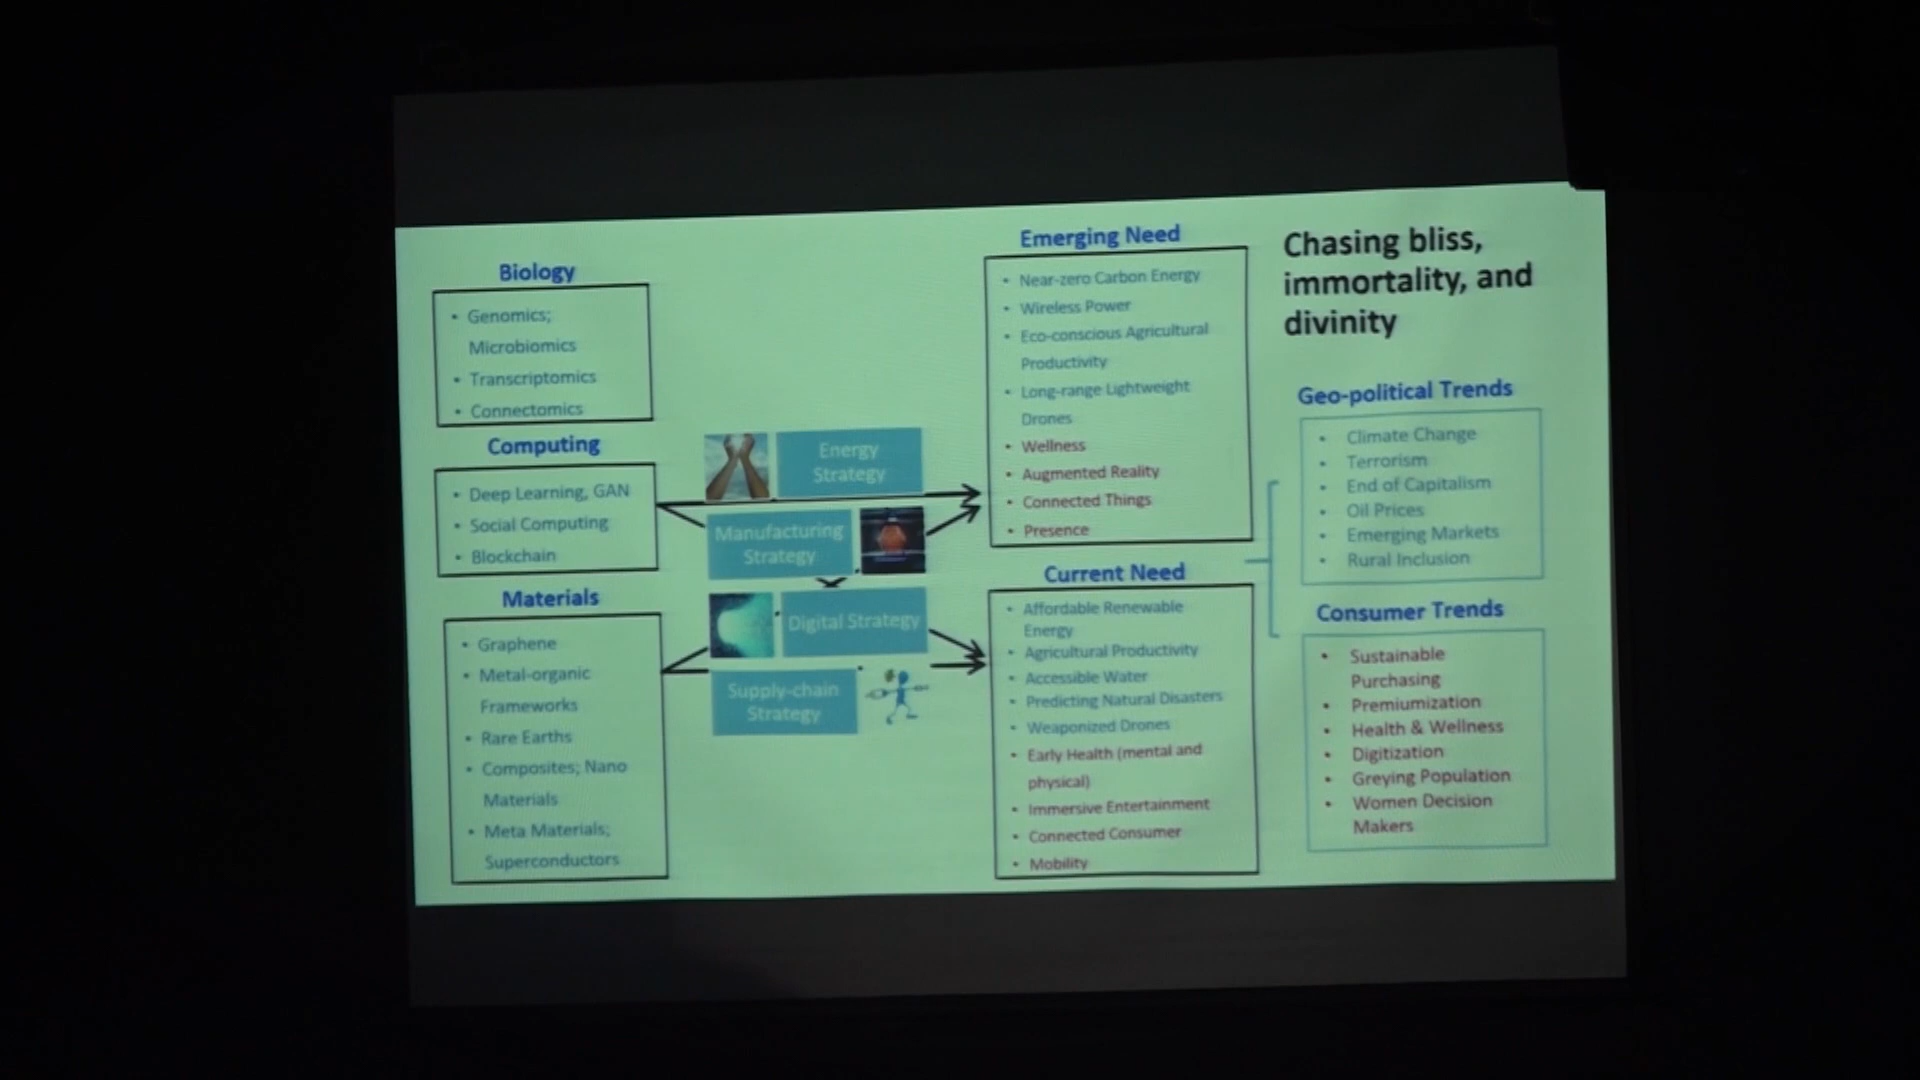 Biology
• Genomics;
Microbiomics
• Transcriptomics
• Connectomics
Computing
• Deep Learning, GAN
• Social Computing
• Blockchain
Materials
• Graphene
• Metal-organic
Frameworks
• Rare Earths
• Composites; Nano
Materials
• Meta Materials;
Superconductors
Energy
Strategy
Manufacturing
Strategy
Digital Strategy
Supply-chain
Strategy
Emerging Need
• Near-zero Carbon Energy
• Wireless Power
• Eco-conscious Agricultural
Productivity
• Long-range Lightweight
Drones
• Wellness
• Augmented Reality
• Connected Things
• Presence
Current Need
• Affordable Renewable
Energy
• Agricultural Productivity
• Accessible Water
• Predicting Natural Disasters
• Weaponized Drones
• Early Health (mental and
physical)
• Immersive Entertainment
• Connected Consumer
• Mobility
Chasing bliss,
immortality, and
divinity
Geo-political Trends
• Climate Change
• Terrorism
• End of Capitalism
• Oil Prices
• Emerging Markets
• Rural Inclusion
Consumer Trends
• Sustainable
Purchasing
• Premiumization
• Health & Wellness
• Digitization
• Greying Population
• Women Decision
Makers